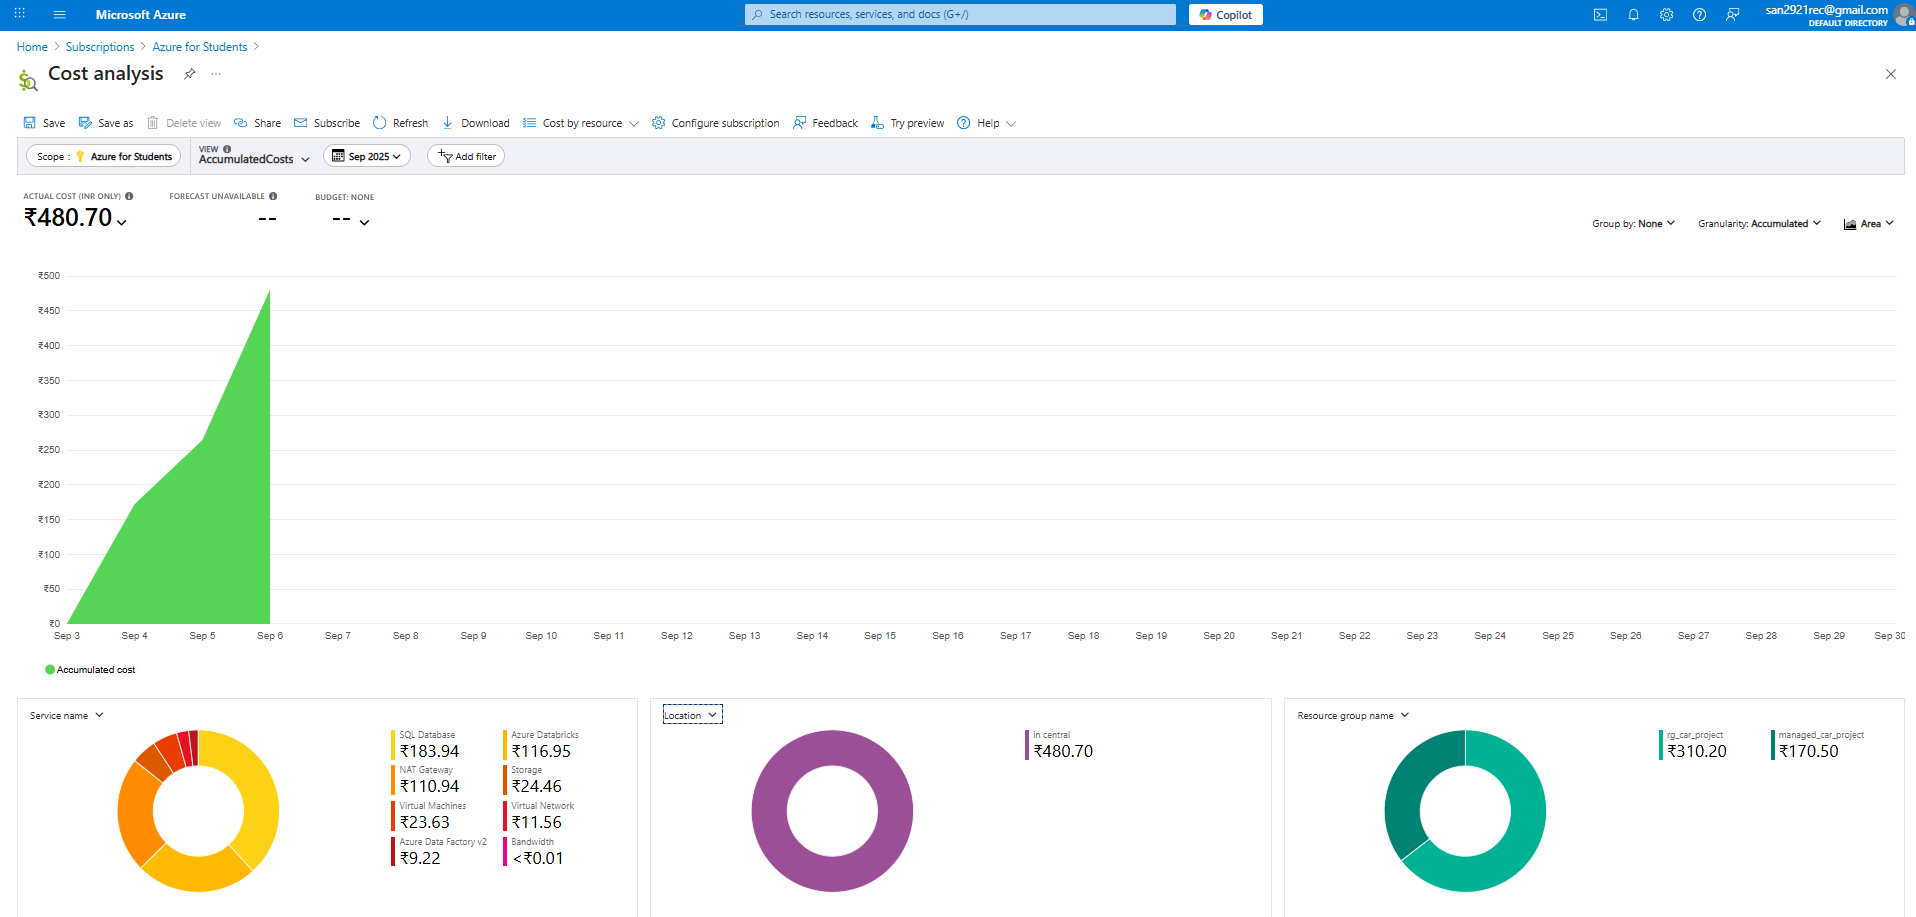 Microsoft Azure
Search resources, services, and docs (G+/)
Copilot
san2921rec@gmail.com
DEFAULT DIRECTORY
Home > Subscriptions > Azure for Students >
Cost analysis
Save Save as Delete view Share Subscribe Refresh Download Cost by resource Configure subscription Feedback Try preview Help
Scope : Azure for Students
VIEW
AccumulatedCosts
Sep 2025
Add filter
ACTUAL COST (INR ONLY)
₹480.70
FORECAST UNAVAILABLE
--
BUDGET: NONE
--
Group by: None
Granularity: Accumulated
Area
₹500
₹450
₹400
₹350
₹300
₹250
₹200
₹150
₹100
₹50
₹0
Sep 3 Sep 4 Sep 5 Sep 6 Sep 7 Sep 8 Sep 9 Sep 10 Sep 11 Sep 12 Sep 13 Sep 14 Sep 15 Sep 16 Sep 17 Sep 18 Sep 19 Sep 20 Sep 21 Sep 22 Sep 23 Sep 24 Sep 25 Sep 26 Sep 27 Sep 28 Sep 29 Sep 30
Accumulated cost
Service name
SQL Database
₹183.94
Azure Databricks
₹116.95
NAT Gateway
₹110.94
Storage
₹24.46
Virtual Machines
₹23.63
Virtual Network
₹11.56
Azure Data Factory v2
₹9.22
Bandwidth
<₹0.01
Location
in central
₹480.70
Resource group name
rg_car_project
₹310.20
managed_car_project
₹170.50